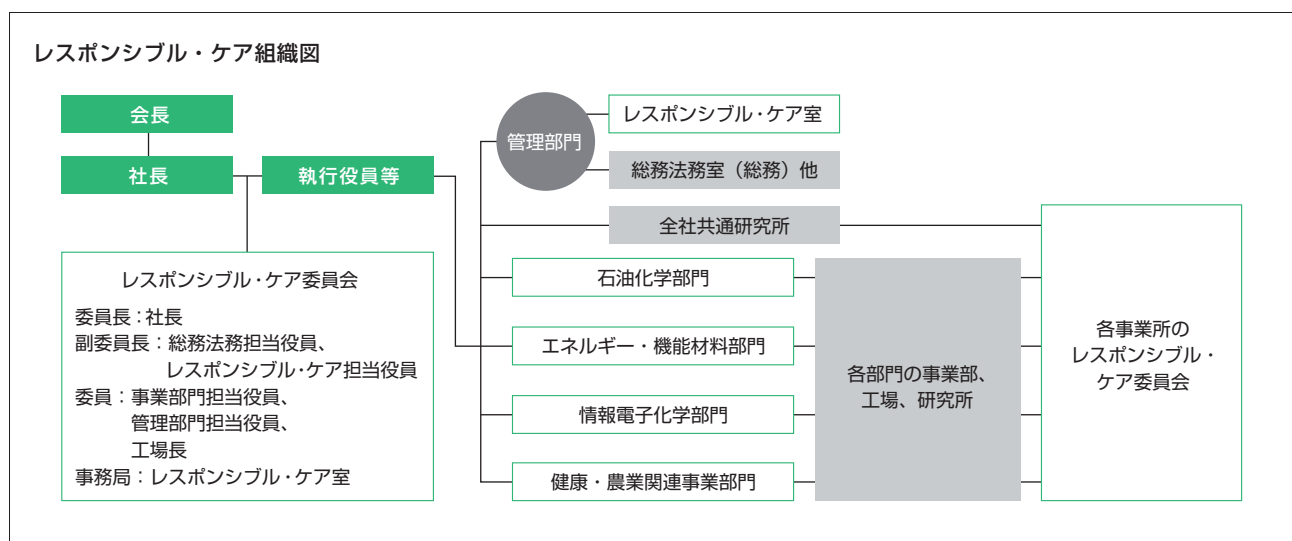 レスポンシブル・ケア組織図
会長
社長
執行役員等
レスポンシブル・ケア委員会
委員長：社長
副委員長：総務法務担当役員、
レスポンシブル・ケア担当役員
委員：事業部門担当役員、
管理部門担当役員、
工場長
事務局：レスポンシブル・ケア室
管理部門
レスポンシブル・ケア室
総務法務室（総務）他
全社共通研究所
石油化学部門
エネルギー・機能材料部門
情報電子化学部門
健康・農業関連事業部門
各部門の事業部、
工場、研究所
各事業所の
レスポンシブル・
ケア委員会